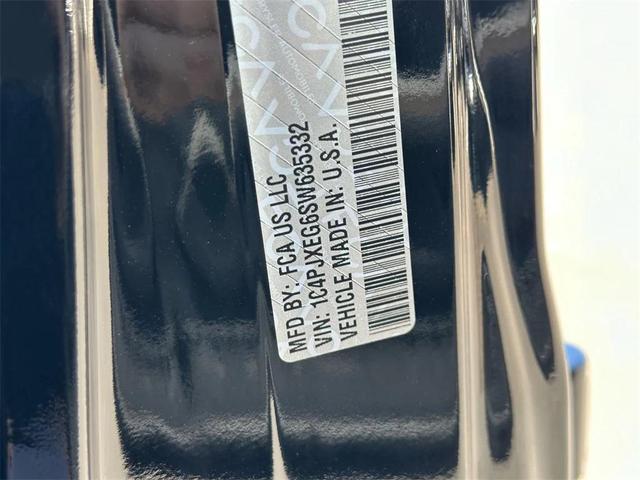 MFD BY: FCA US LLC
VIN: 1C4PJXEG6SW635332
VEHICLE MADE IN: U.S.A.